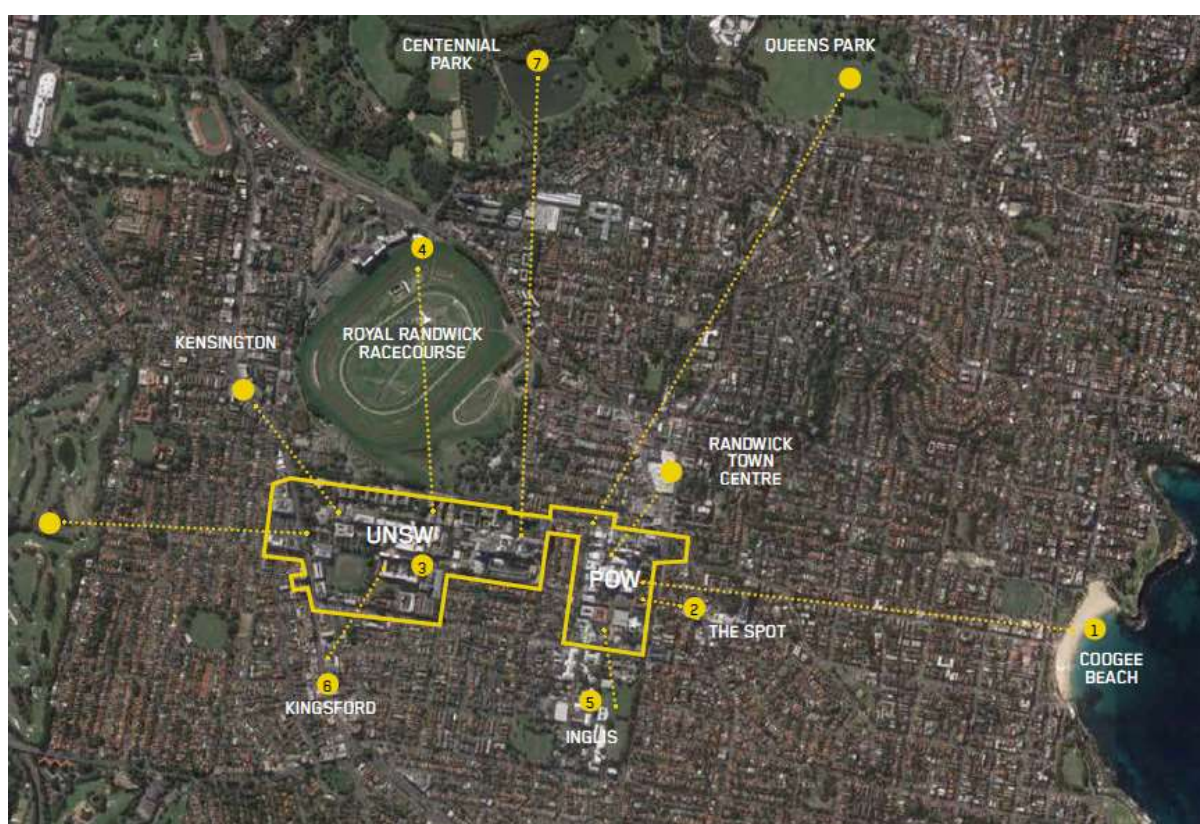 CENTENNIAL
PARK
7
QUEENS PARK
4
KENSINGTON
ROYAL RANDWICK
RACECOURSE
RANDWICK
TOWN
CENTRE
UNSW
3
POW
2
THE SPOT
1
COOGEE
BEACH
6
KINGSFORD
5
INGLIS